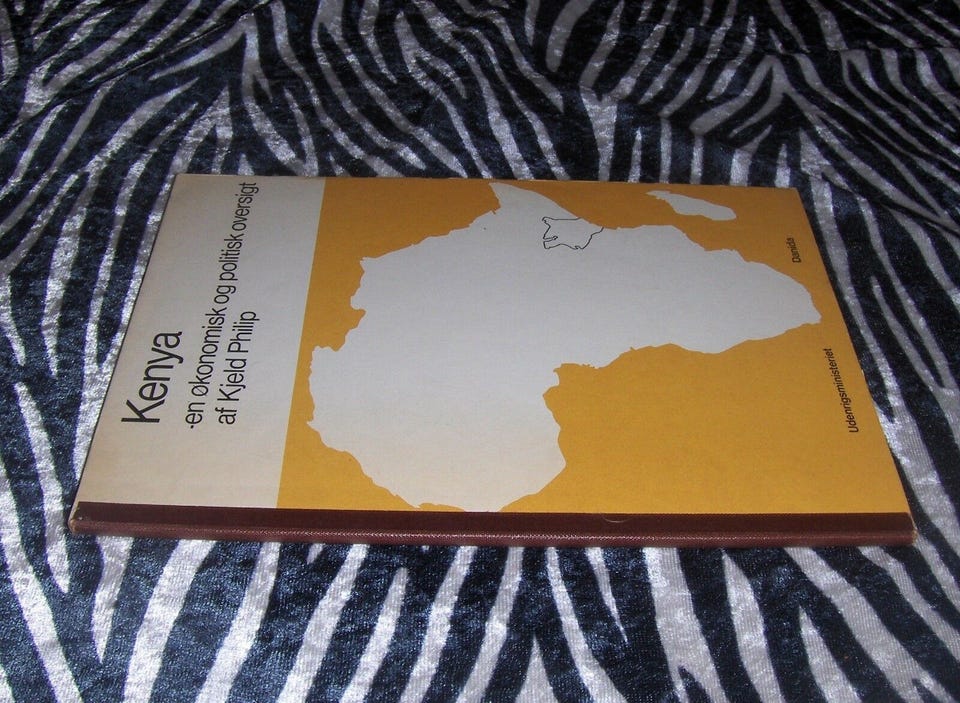 Kenya
-en økonomisk og politisk oversigt
af Kjeld Philip
Udenrigsministeriet
Danida